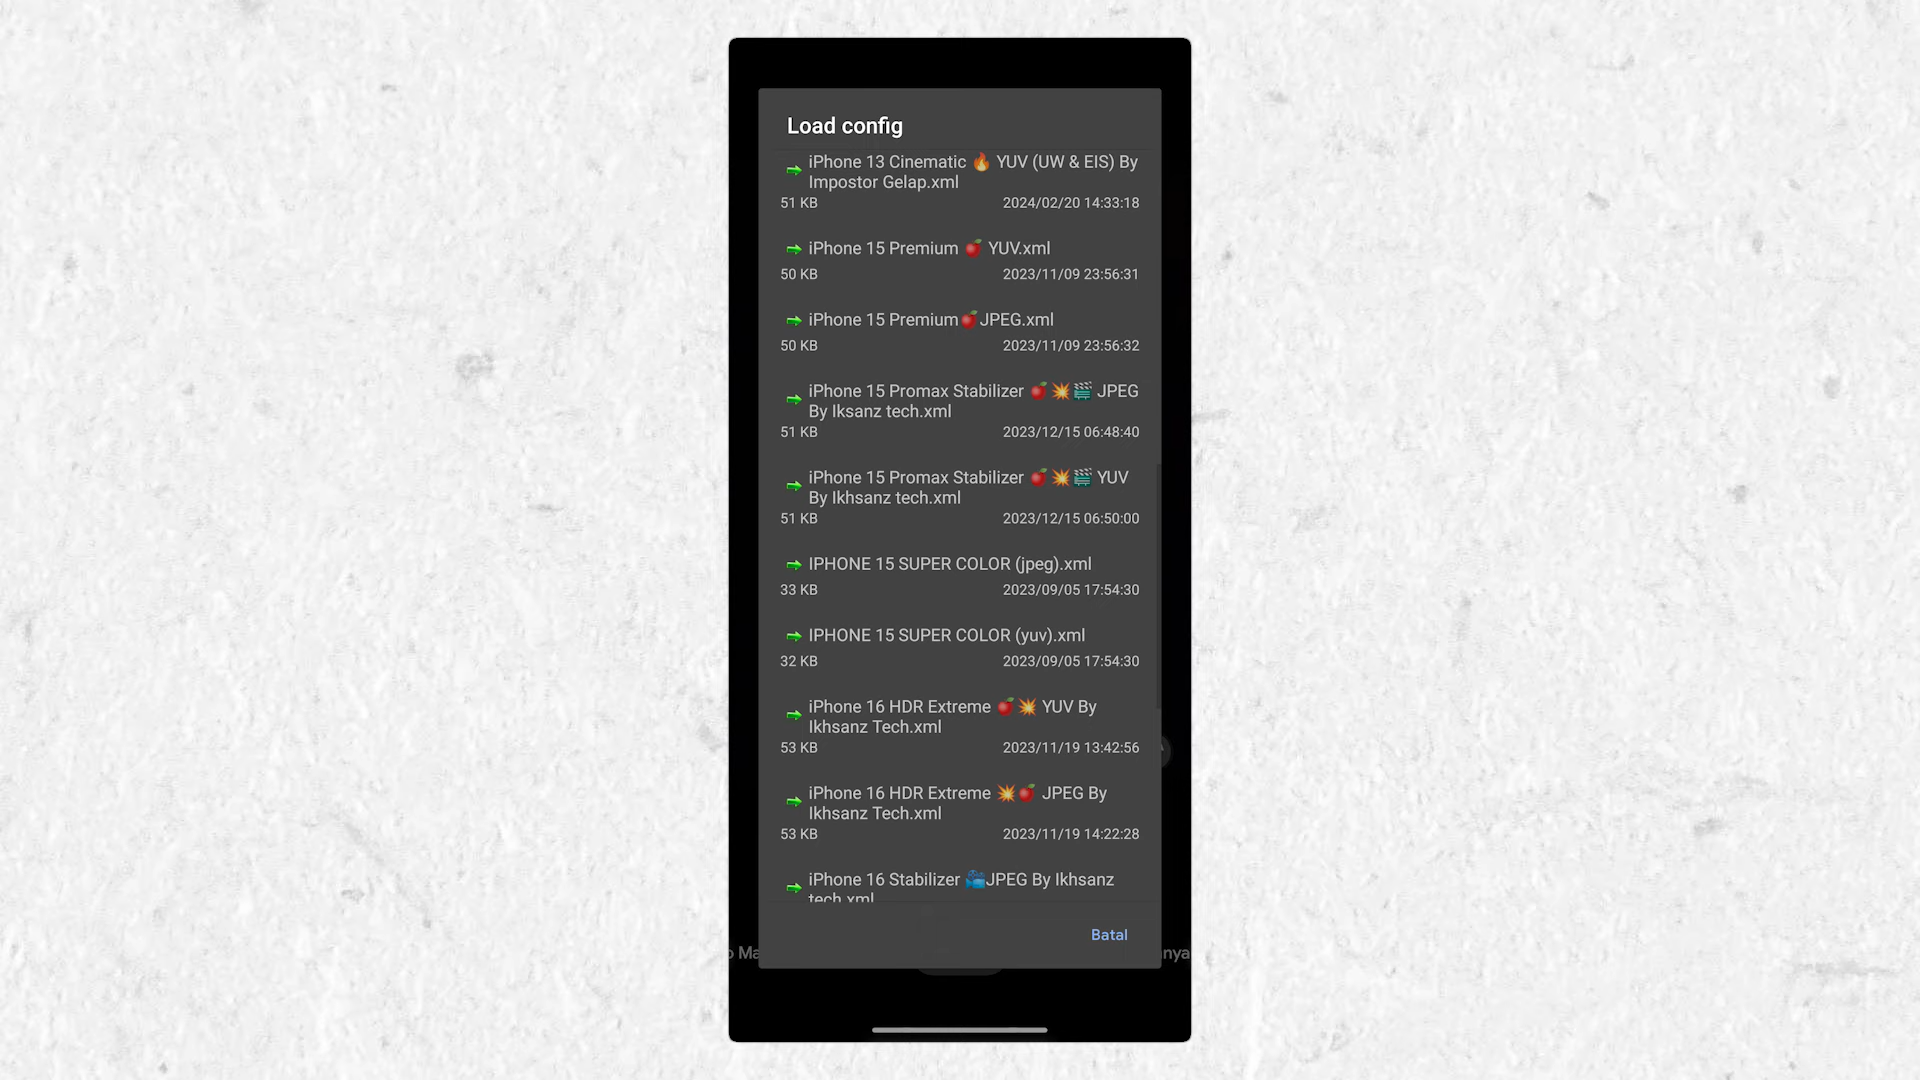 Load config
iPhone 13 Cinematic 🔥 YUV (UW & EIS) By
Impostor Gelap.xml
51 KB 2024/02/20 14:33:18
iPhone 15 Premium 🍎 YUV.xml
50 KB 2023/11/09 23:56:31
iPhone 15 Premium🍎JPEG.xml
50 KB 2023/11/09 23:56:32
iPhone 15 Promax Stabilizer 🍎💥🎬 JPEG
By Iksanz tech.xml
51 KB 2023/12/15 06:48:40
iPhone 15 Promax Stabilizer 🍎💥🎬 YUV
By Ikhsanz tech.xml
51 KB 2023/12/15 06:50:00
IPHONE 15 SUPER COLOR (jpeg).xml
33 KB 2023/09/05 17:54:30
IPHONE 15 SUPER COLOR (yuv).xml
32 KB 2023/09/05 17:54:30
iPhone 16 HDR Extreme 🍎💥 YUV By
Ikhsanz Tech.xml
53 KB 2023/11/19 13:42:56
iPhone 16 HDR Extreme 💥🍎 JPEG By
Ikhsanz Tech.xml
53 KB 2023/11/19 14:22:28
iPhone 16 Stabilizer 🎥JPEG By Ikhsanz
tech.xml
Batal